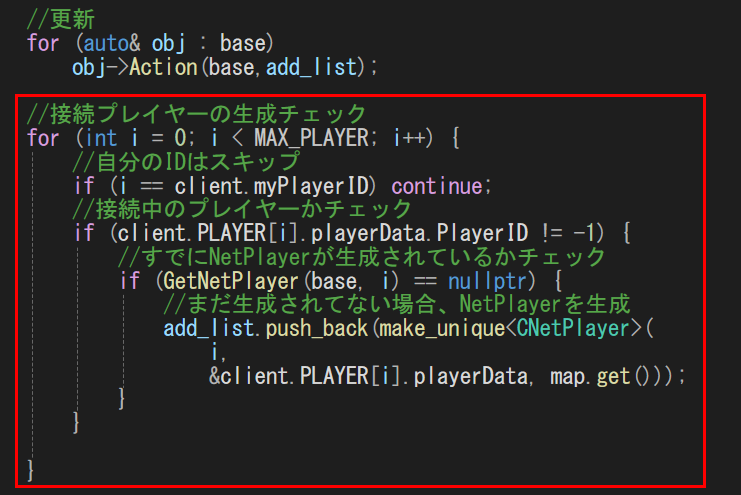 //更新
for (auto& obj : base)
obj->Action(base,add_list);
//接続プレイヤーの生成チェック
for (int i = 0; i < MAX_PLAYER; i++) {
//自分のIDはスキップ
if (i == client.myPlayerID) continue;
//接続中のプレイヤーかチェック
if (client.PLAYER[i].playerData.PlayerID != -1) {
//すでにNetPlayerが生成されているかチェック
if (GetNetPlayer(base, i) == nullptr) {
//まだ生成されてない場合、NetPlayerを生成
add_list.push_back(make_unique<CNetPlayer>(
i,
&client.PLAYER[i].playerData, map.get()));
}
}
}